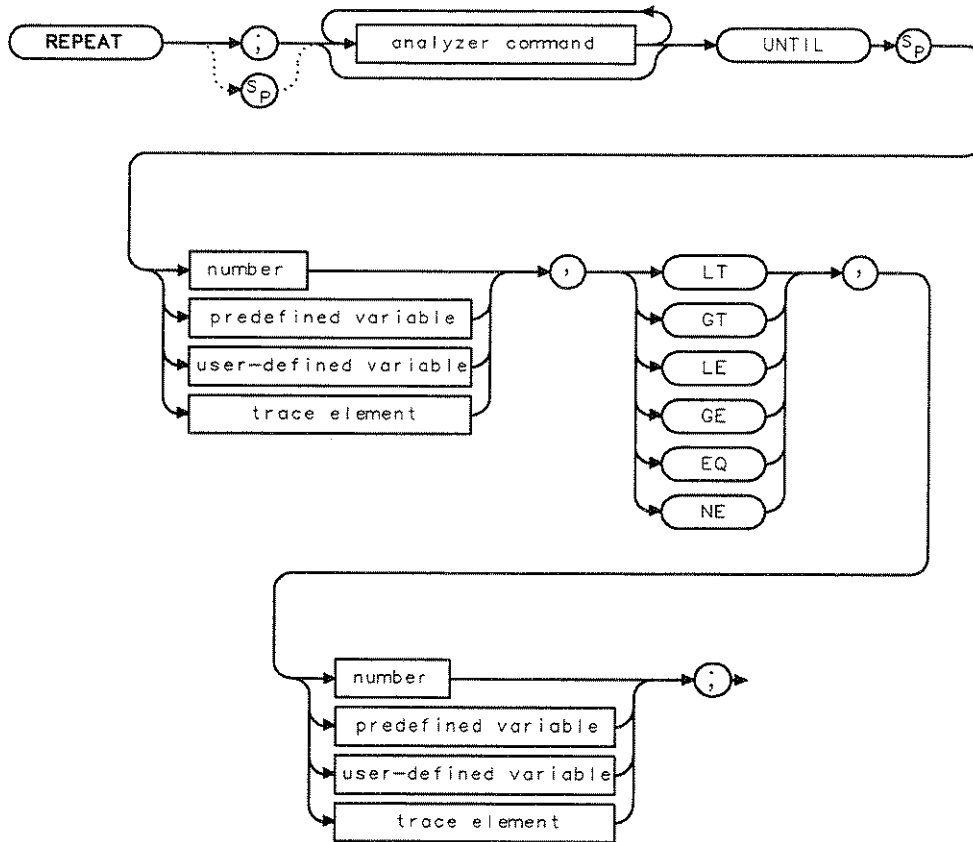 REPEAT ; analyzer command UNTIL SP
SP
number , LT ,
predefined variable GT
user-defined variable LE
trace element GE
EQ
NE
number ;
predefined variable
user-defined variable
trace element